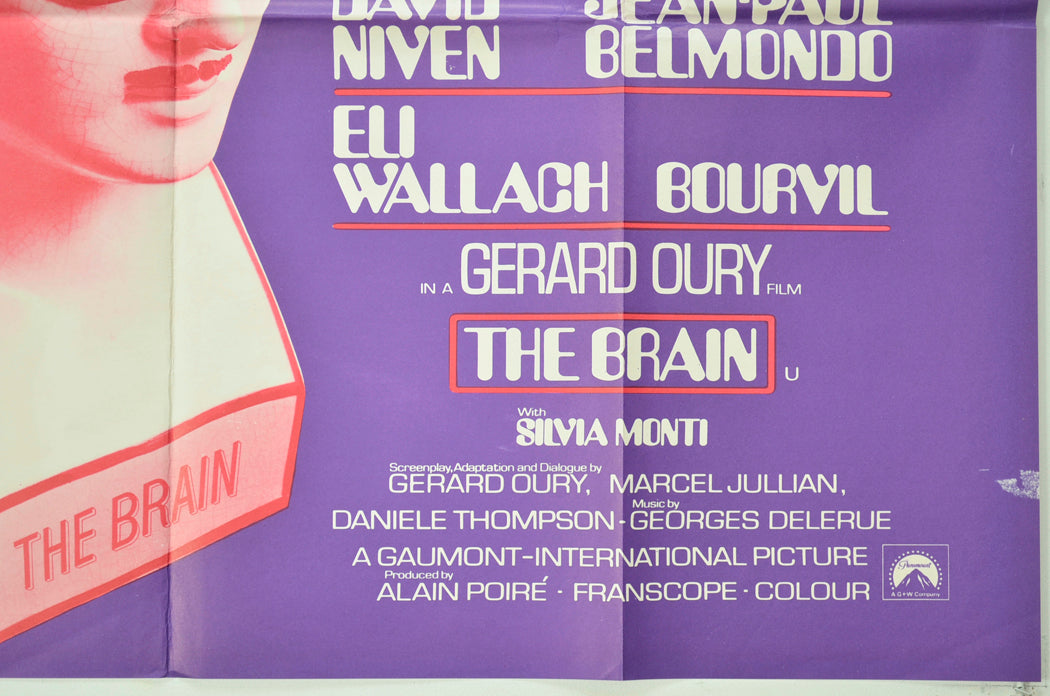 DAVID JEAN-PAUL
NIVEN BELMONDO
ELI
WALLACH BOURVIL
IN A GERARD OURY FILM
THE BRAIN U
With
SILVIA MONTI
Screenplay, Adaptation and Dialogue by
GERARD OURY, MARCEL JULLIAN,
Music by
DANIELE THOMPSON - GEORGES DELERUE
A GAUMONT-INTERNATIONAL PICTURE
Produced by
ALAIN POIRÉ · FRANSCOPE · COLOUR
Paramount
A G+W Company
THE BRAIN